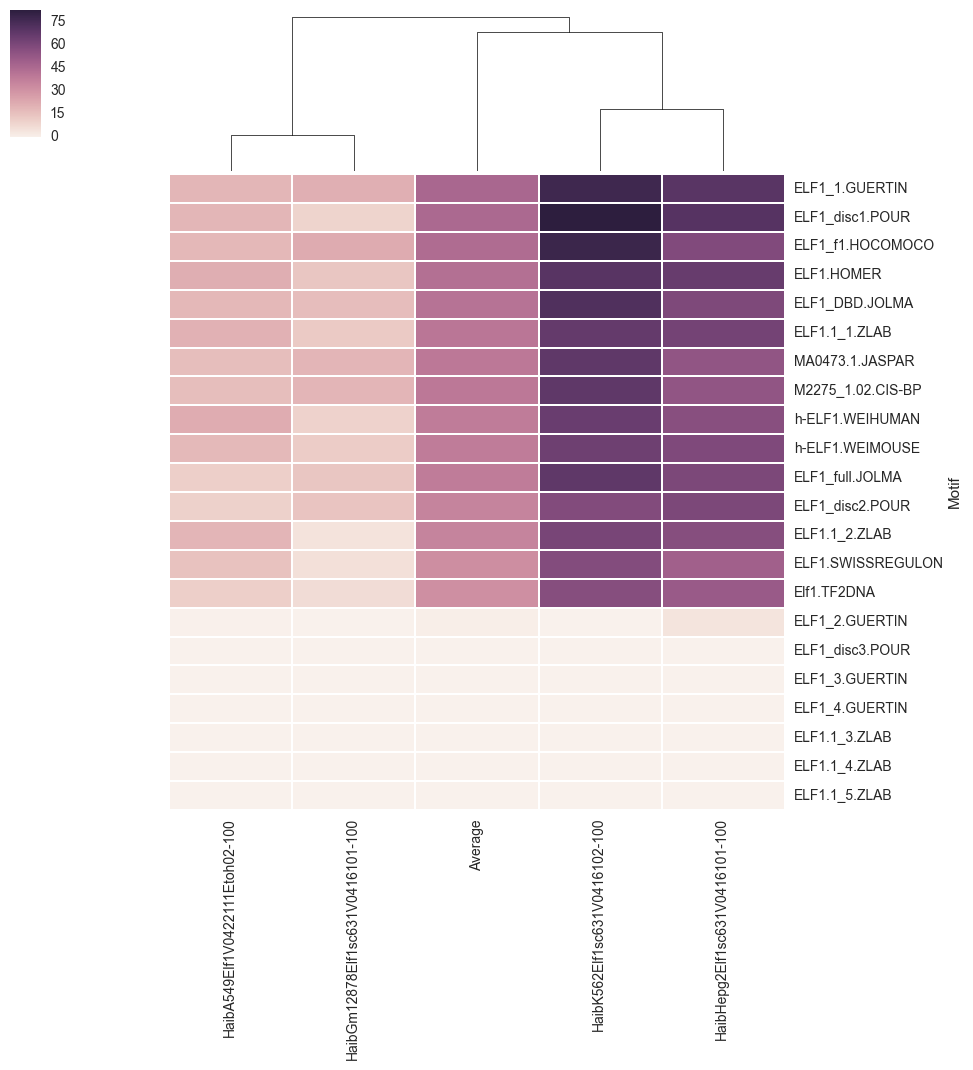 75
60
45
30
15
0
ELF1_1.GUERTIN
ELF1_disc1.POUR
ELF1_f1.HOCOMOCO
ELF1.HOMER
ELF1_DBD.JOLMA
ELF1.1_1.ZLAB
MA0473.1.JASPAR
M2275_1.02.CIS-BP
h-ELF1.WEIHUMAN
h-ELF1.WEIMOUSE
ELF1_full.JOLMA
ELF1_disc2.POUR
ELF1.1_2.ZLAB
ELF1.SWISSREGULON
Elf1.TF2DNA
ELF1_2.GUERTIN
ELF1_disc3.POUR
ELF1_3.GUERTIN
ELF1_4.GUERTIN
ELF1.1_3.ZLAB
ELF1.1_4.ZLAB
ELF1.1_5.ZLAB
Motif
HaibA549Elf1V0422111Etoh02-100
HaibGm12878Elf1sc631V0416101-100
Average
HaibK562Elf1sc631V0416102-100
HaibHepg2Elf1sc631V0416101-100